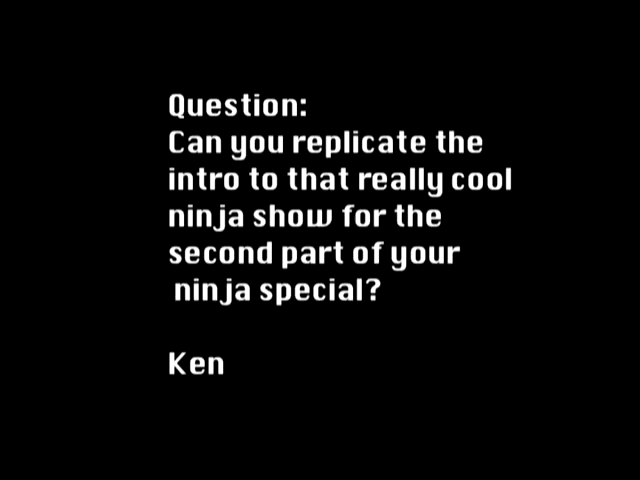 Question:
Can you replicate the
intro to that really cool
ninja show for the
second part of your
ninja special?
Ken